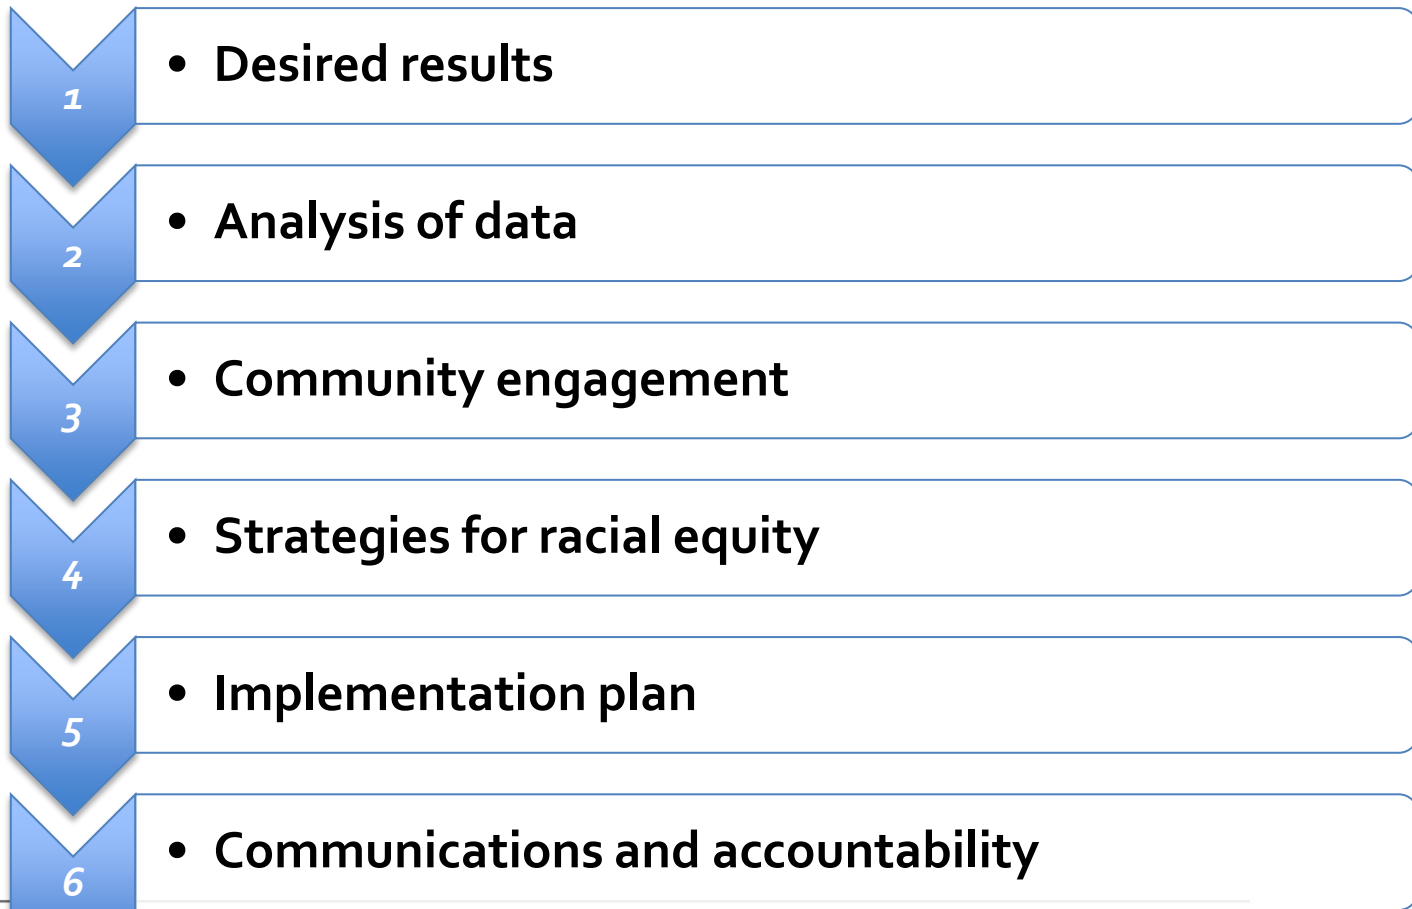 1
• Desired results
2
• Analysis of data
3
• Community engagement
4
• Strategies for racial equity
5
• Implementation plan
6
• Communications and accountability